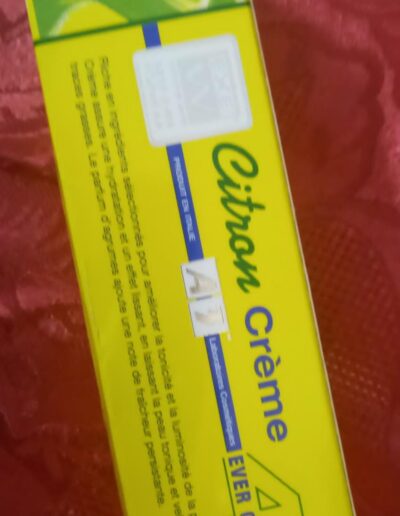 Citron Crème
PRODUIT EN ITALIE
Laboratoires Cosmétiques
EVER
Riche en ingrédients sélectionnés pour améliorer la tonicité et la luminosité de la
Crème assure une hydratation et un effet lissant, en laissant la peau tonique et
traces grasses. Le parfum d'agrumes ajoute une note de fraîcheur persistante.